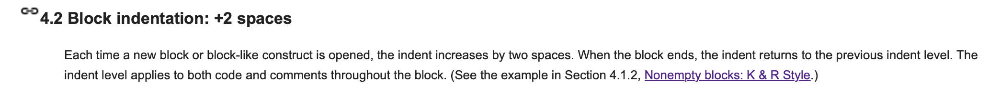 4.2 Block indentation: +2 spaces
Each time a new block or block-like construct is opened, the indent increases by two spaces. When the block ends, the indent returns to the previous indent level. The
indent level applies to both code and comments throughout the block. (See the example in Section 4.1.2, Nonempty blocks: K & R Style.)